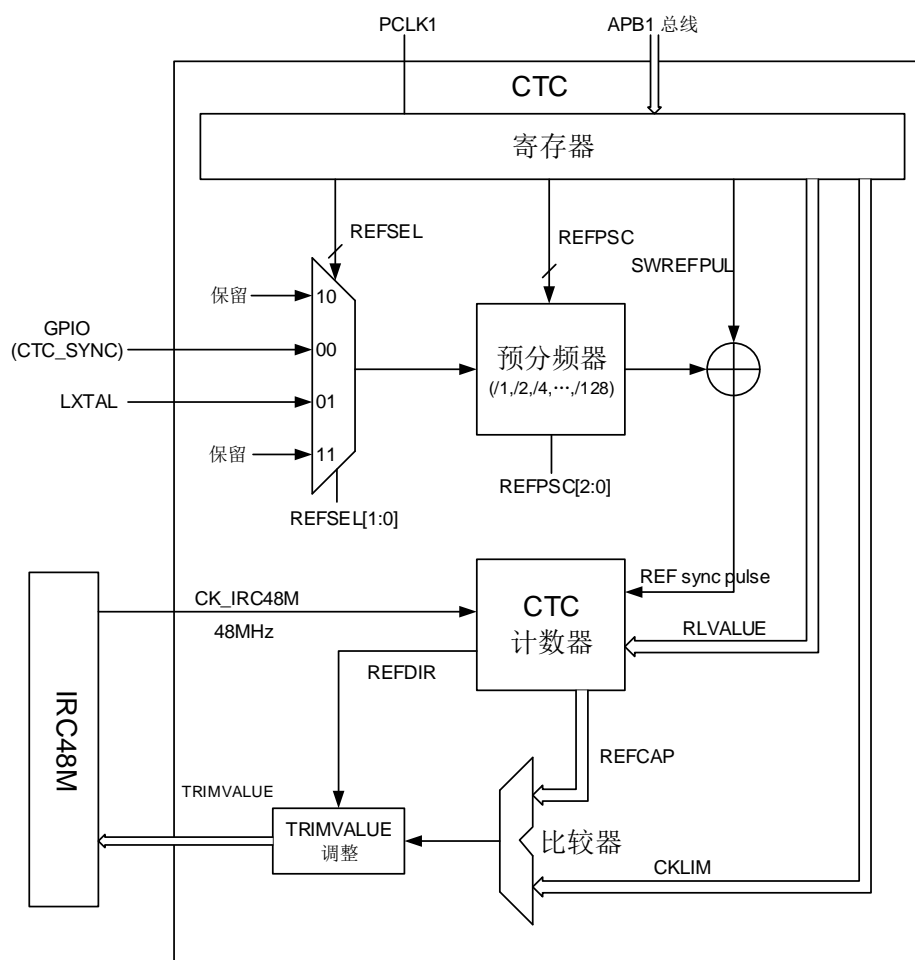 PCLK1
APB1 总线
CTC
寄存器
REFSEL
REFPSC
SWREFPUL
保留
10
GPIO
(CTC_SYNC)
00
预分频器
(/1,/2,/4,···,/128)
LXTAL
01
保留
11
REFSEL[1:0]
REFPSC[2:0]
REF sync pulse
CK_IRC48M
48MHz
CTC
计数器
RLVALUE
REFDIR
IRC48M
REFCAP
TRIMVALUE
TRIMVALUE
调整
比较器
CKLIM